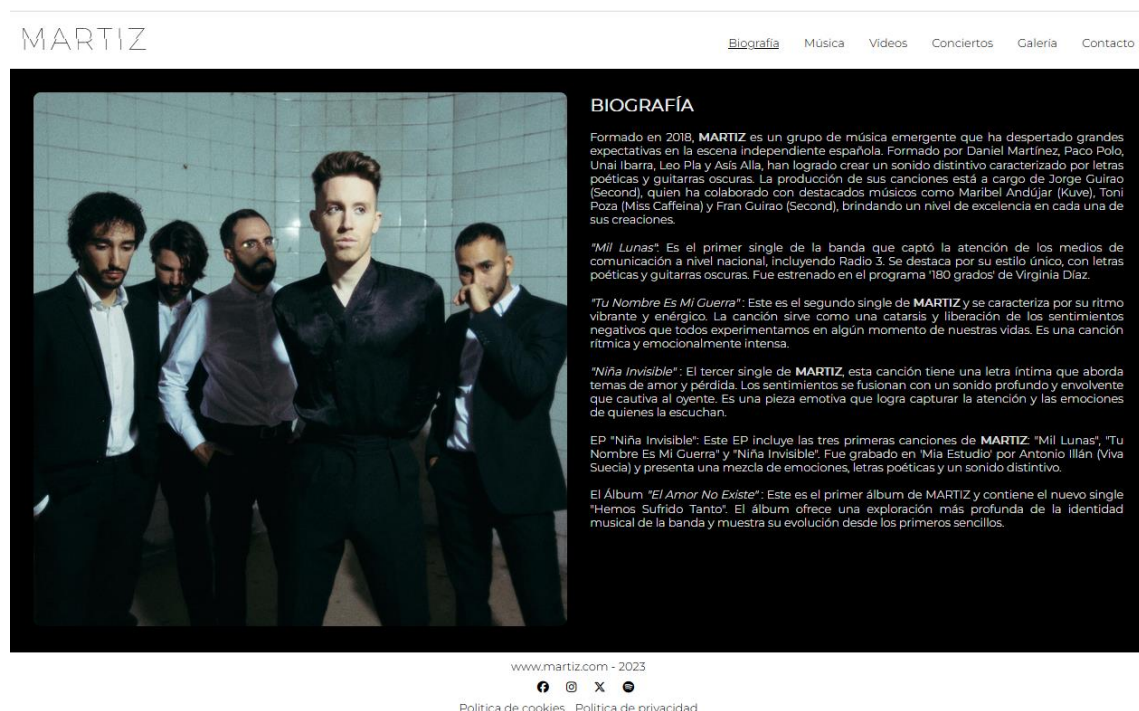 MARTIZ
Biografía Música Videos Conciertos Galería Contacto
BIOGRAFÍA
Formado en 2018, MARTIZ es un grupo de música emergente que ha despertado grandes
expectativas en la escena independiente española. Formado por Daniel Martínez, Paco Polo,
Unai Ibarra, Leo Pla y Asís Alla, han logrado crear un sonido distintivo caracterizado por letras
poéticas y guitarras oscuras. La producción de sus canciones está a cargo de Jorge Guirao
(Second), quien ha colaborado con destacados músicos como Maribel Andújar (Kuve), Toni
Poza (Miss Caffeina) y Fran Guirao (Second), brindando un nivel de excelencia en cada una de
sus creaciones.
"Mil Lunas". Es el primer single de la banda que captó la atención de los medios de
comunicación a nivel nacional, incluyendo Radio 3. Se destaca por su estilo único, con letras
poéticas y guitarras oscuras. Fue estrenado en el programa '180 grados' de Virginia Díaz.
"Tu Nombre Es Mi Guerra" : Este es el segundo single de MARTIZ y se caracteriza por su ritmo
vibrante y enérgico. La canción sirve como una catarsis y liberación de los sentimientos
negativos que todos experimentamos en algún momento de nuestras vidas. Es una canción
rítmica y emocionalmente intensa.
"Niña Invisible" : El tercer single de MARTIZ, esta canción tiene una letra íntima que aborda
temas de amor y pérdida. Los sentimientos se fusionan con un sonido profundo y envolvente
que cautiva al oyente. Es una pieza emotiva que logra capturar la atención y las emociones
de quienes la escuchan.
EP "Niña Invisible": Este EP incluye las tres primeras canciones de MARTIZ: "Mil Lunas", "Tu
Nombre Es Mi Guerra" y "Niña Invisible". Fue grabado en 'Mia Estudio' por Antonio Illán (Viva
Suecia) y presenta una mezcla de emociones, letras poéticas y un sonido distintivo.
El Álbum "El Amor No Existe" : Este es el primer álbum de MARTIZ y contiene el nuevo single
"Hemos Sufrido Tanto". El álbum ofrece una exploración más profunda de la identidad
musical de la banda y muestra su evolución desde los primeros sencillos.
www.martiz.com - 2023
Política de cookies Política de privacidad